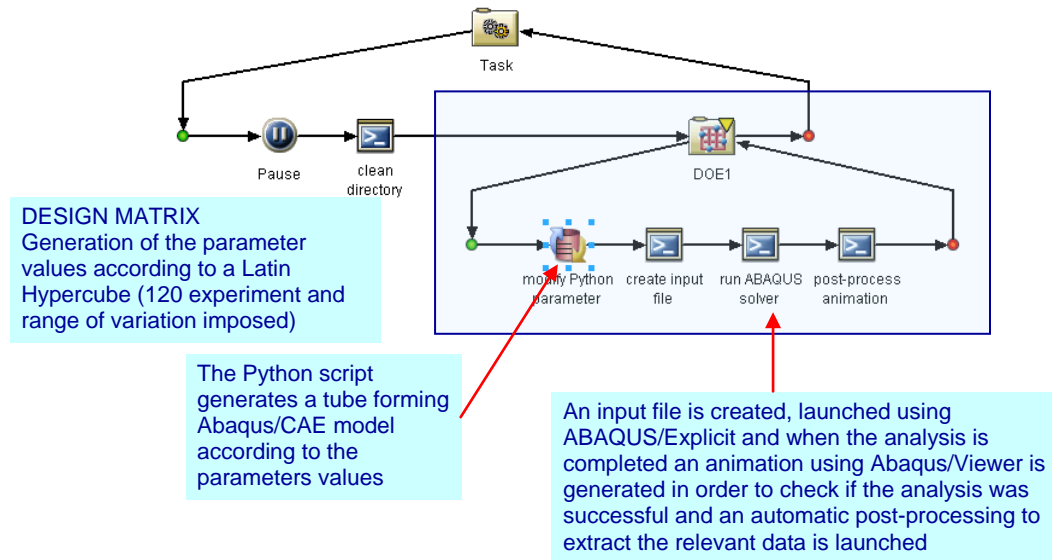 Task
Pause
clean
directory
DOE1
DESIGN MATRIX
Generation of the parameter
values according to a Latin
Hypercube (120 experiment and
range of variation imposed)
modify Python
parameter
create input
file
run ABAQUS
solver
post-process
animation
The Python script
generates a tube forming
Abaqus/CAE model
according to the
parameters values
An input file is created, launched using
ABAQUS/Explicit and when the analysis is
completed an animation using Abaqus/Viewer is
generated in order to check if the analysis was
successful and an automatic post-processing to
extract the relevant data is launched